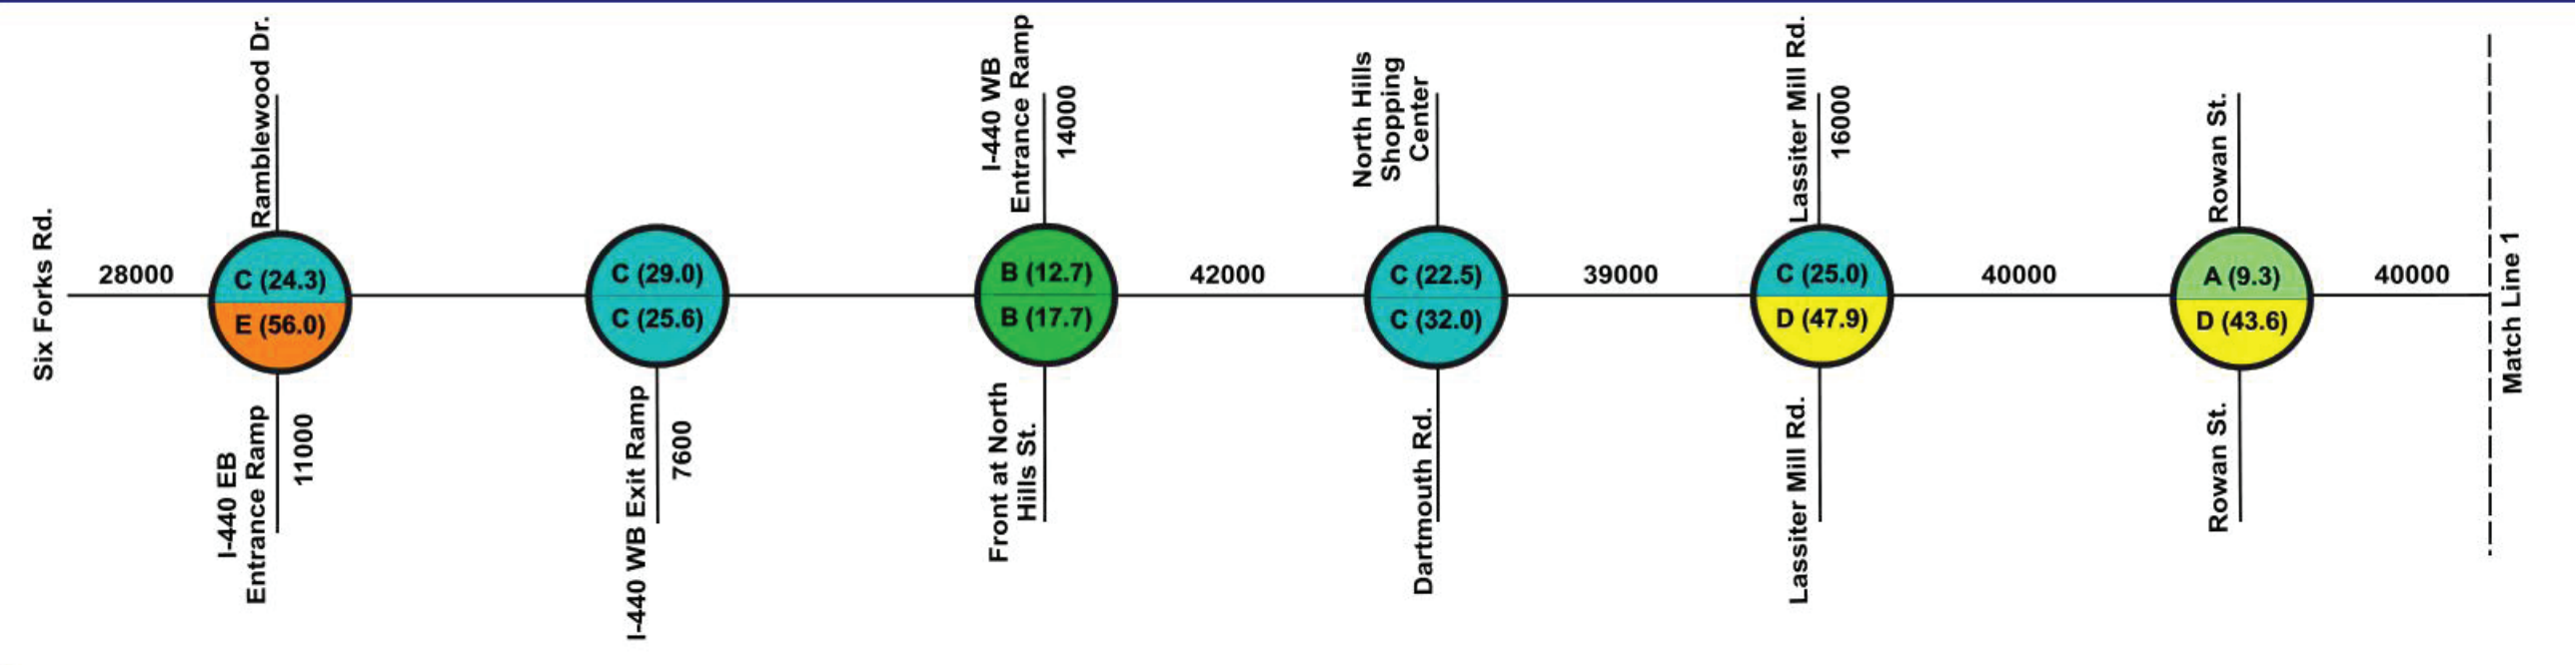 Six Forks Rd.
28000
Ramblewood Dr.
C (24.3)
E (56.0)
I-440 EB
Entrance Ramp
11000
C (29.0)
C (25.6)
I-440 WB Exit Ramp
7600
I-440 WB
Entrance Ramp
14000
B (12.7)
B (17.7)
Front at North
Hills St.
42000
North Hills
Shopping
Center
C (22.5)
C (32.0)
Dartmouth Rd.
39000
Lassiter Mill Rd.
16000
C (25.0)
D (47.9)
Lassiter Mill Rd.
40000
Rowan St.
A (9.3)
D (43.6)
Rowan St.
40000
Match Line 1